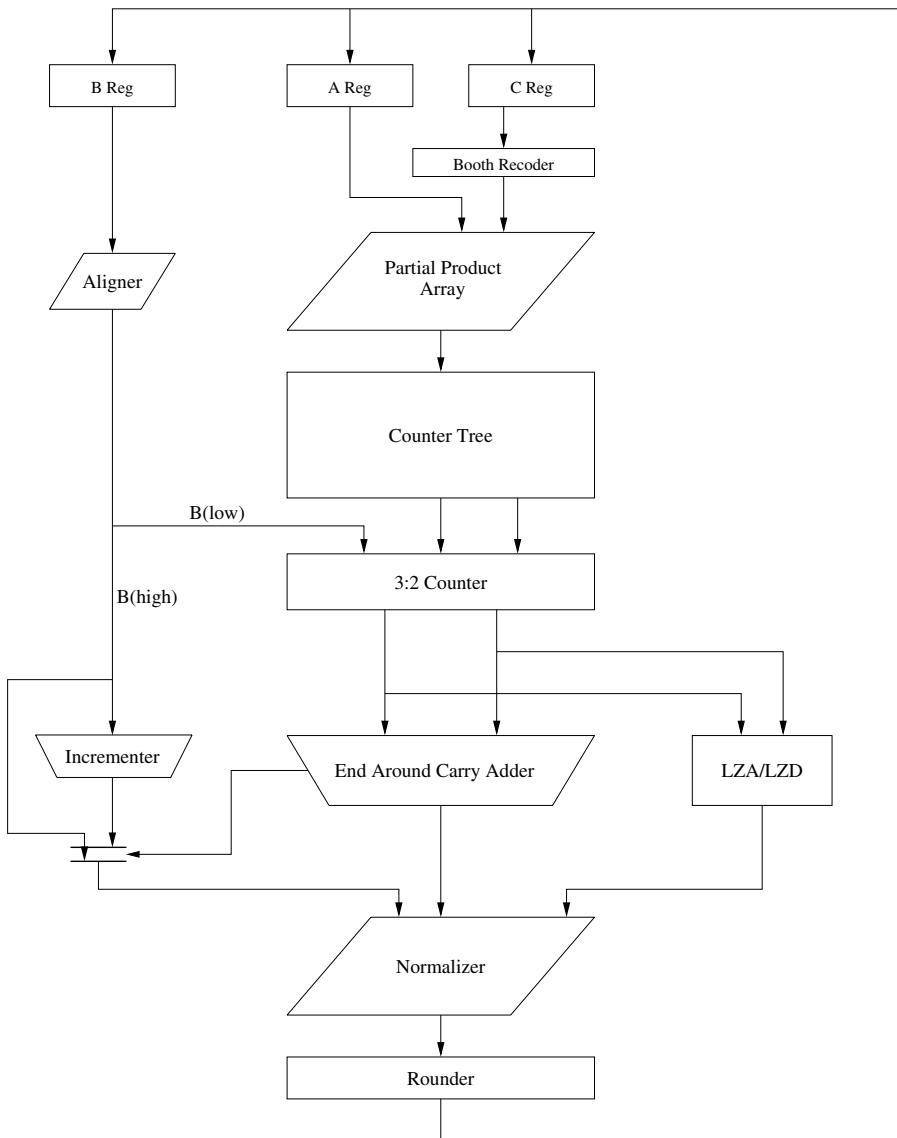 B Reg
A Reg
C Reg
Booth Recoder
Partial Product
Array
Aligner
Counter Tree
B(low)
3:2 Counter
B(high)
Incrementer
End Around Carry Adder
LZA/LZD
Normalizer
Rounder